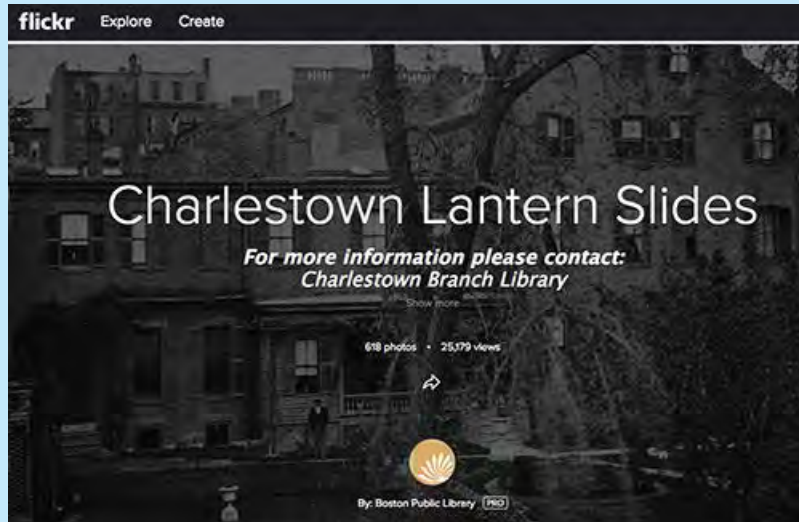 flickr Explore Create
Charlestown Lantern Slides
For more information please contact:
Charlestown Branch Library
Show more
618 photos • 25,179 views
By: Boston Public Library PRO